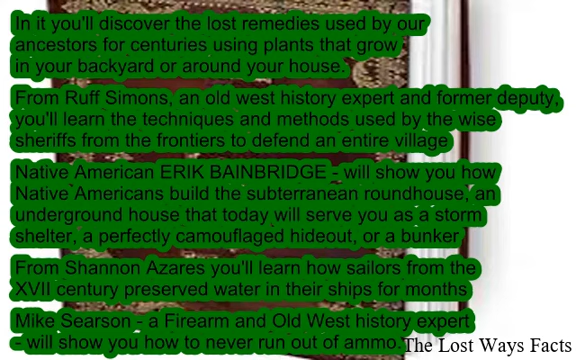 In it you'll discover the lost remedies used by our
ancestors for centuries using plants that grow
in your backyard or around your house.
From Ruff Simons, an old west history expert and former deputy,
you'll learn the techniques and methods used by the wise
sheriffs from the frontiers to defend an entire village
Native American ERIK BAINBRIDGE - will show you how
Native Americans build the subterranean roundhouse, an
underground house that today will serve you as a storm
shelter, a perfectly camouflaged hideout, or a bunker
From Shannon Azares you'll learn how sailors from the
XVII century preserved water in their ships for months
Mike Searson - a Firearm and Old West history expert
- will show you how to never run out of ammo.
The Lost Ways Facts